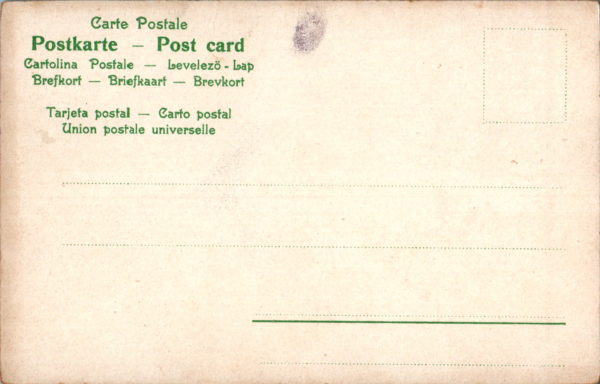 Carte Postale
Postkarte — Post card
Cartolina Postale — Levelezö-Lap
Brefkort — Briefkaart — Brevkort
Tarjeta postal — Carto postal
Union postale universelle